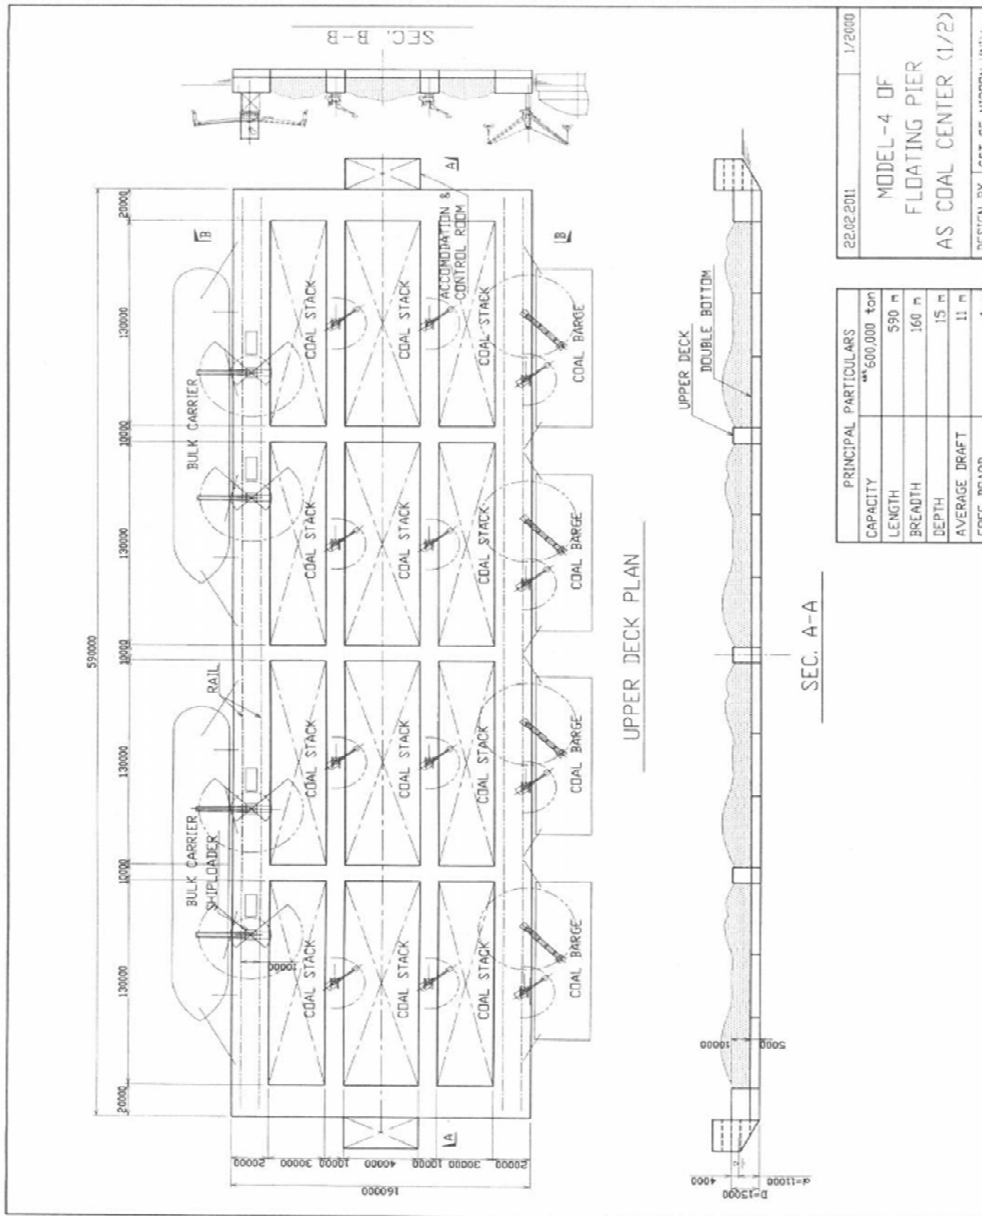 SEC. B-B
590000
20000
130000
10000
130000
10000
130000
10000
130000
20000
B
BULK CARRIER
BULK CARRIER
SHIPLOADER
RAIL
10000
COAL STACK
COAL STACK
COAL STACK
COAL STACK
COAL STACK
COAL STACK
COAL STACK
COAL STACK
COAL STACK
COAL STACK
COAL STACK
COAL STACK
ACCOMODATION &
CONTROL ROOM
A
A
B
COAL BARGE
COAL BARGE
COAL BARGE
COAL BARGE
20000
30000
10000
40000
10000
30000
20000
160000
UPPER DECK PLAN
UPPER DECK
DOUBLE BOTTOM
10000
5000
4000
d=11000
D=15000
SEC. A-A
PRINCIPAL PARTICULARS
CAPACITY 600,000 ton
LENGTH 590 m
BREADTH 160 m
DEPTH 15 m
AVERAGE DRAFT 11 m
22.02.2011 1/2000
MODEL-4 OF
FLOATING PIER
AS COAL CENTER (1/2)